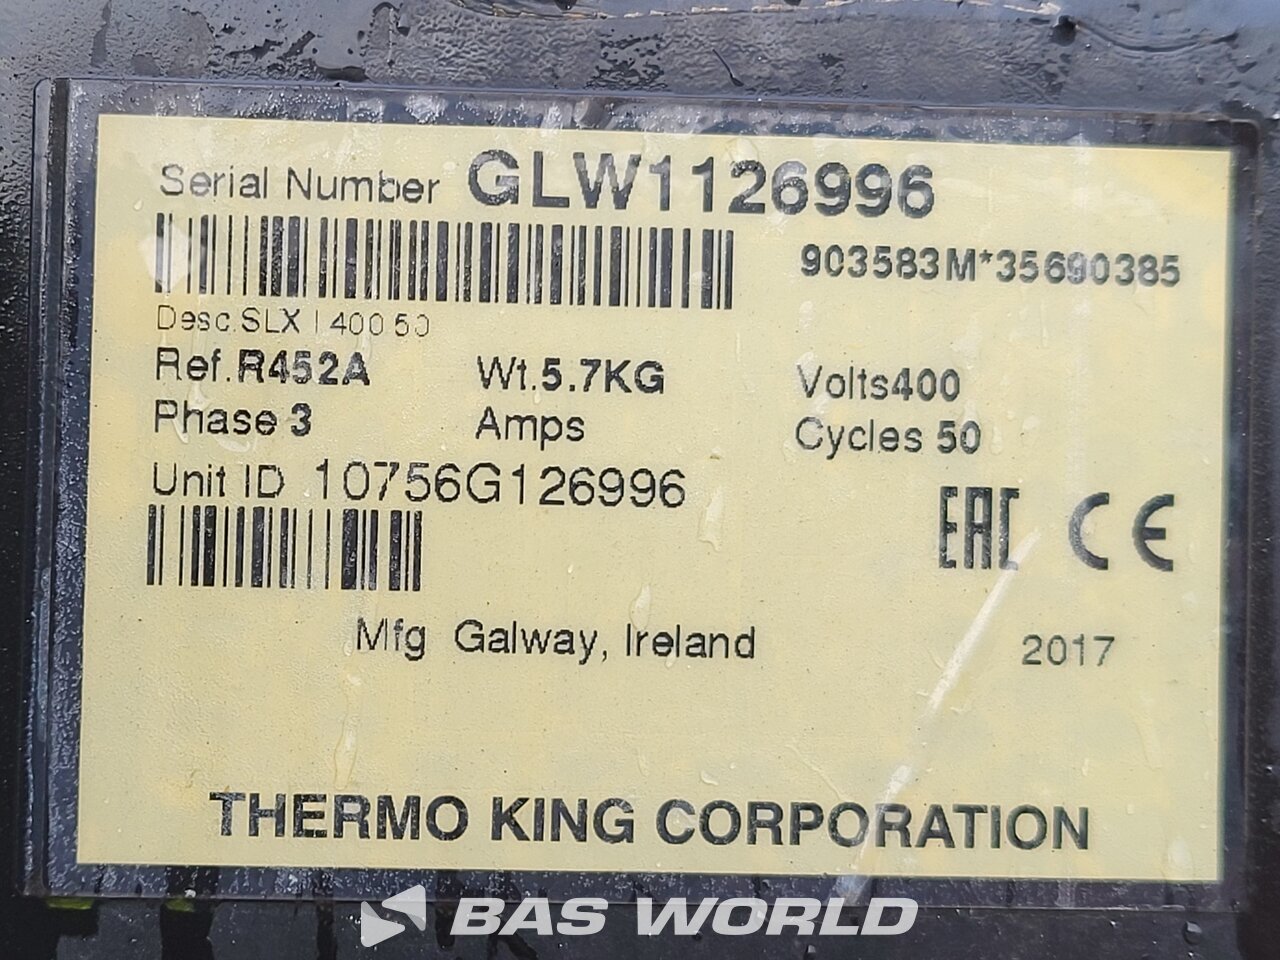 Serial Number GLW1126996
903583M*35690385
Desc.SLX I 400 50
Ref.R452A Wt.5.7KG Volts400
Phase 3 Amps Cycles 50
Unit ID 10756G126996
EAC CE
Mfg Galway, Ireland 2017
THERMO KING CORPORATION
BAS WORLD